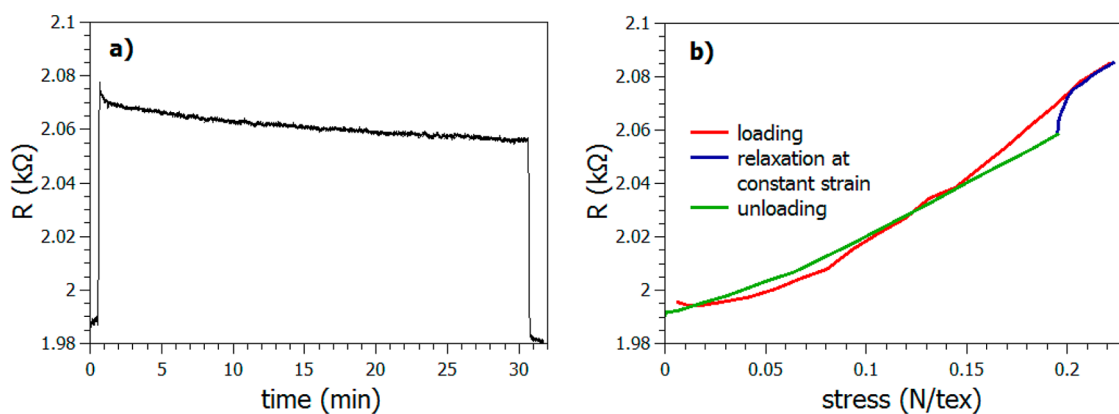 a)
2.1
2.08
2.06
2.04
2.02
2
1.98
R (kΩ)
0
5
10
15
20
25
30
time (min)
b)
2.1
2.08
2.06
2.04
2.02
2
1.98
R (kΩ)
loading
relaxation at
constant strain
unloading
0
0.05
0.1
0.15
0.2
stress (N/tex)